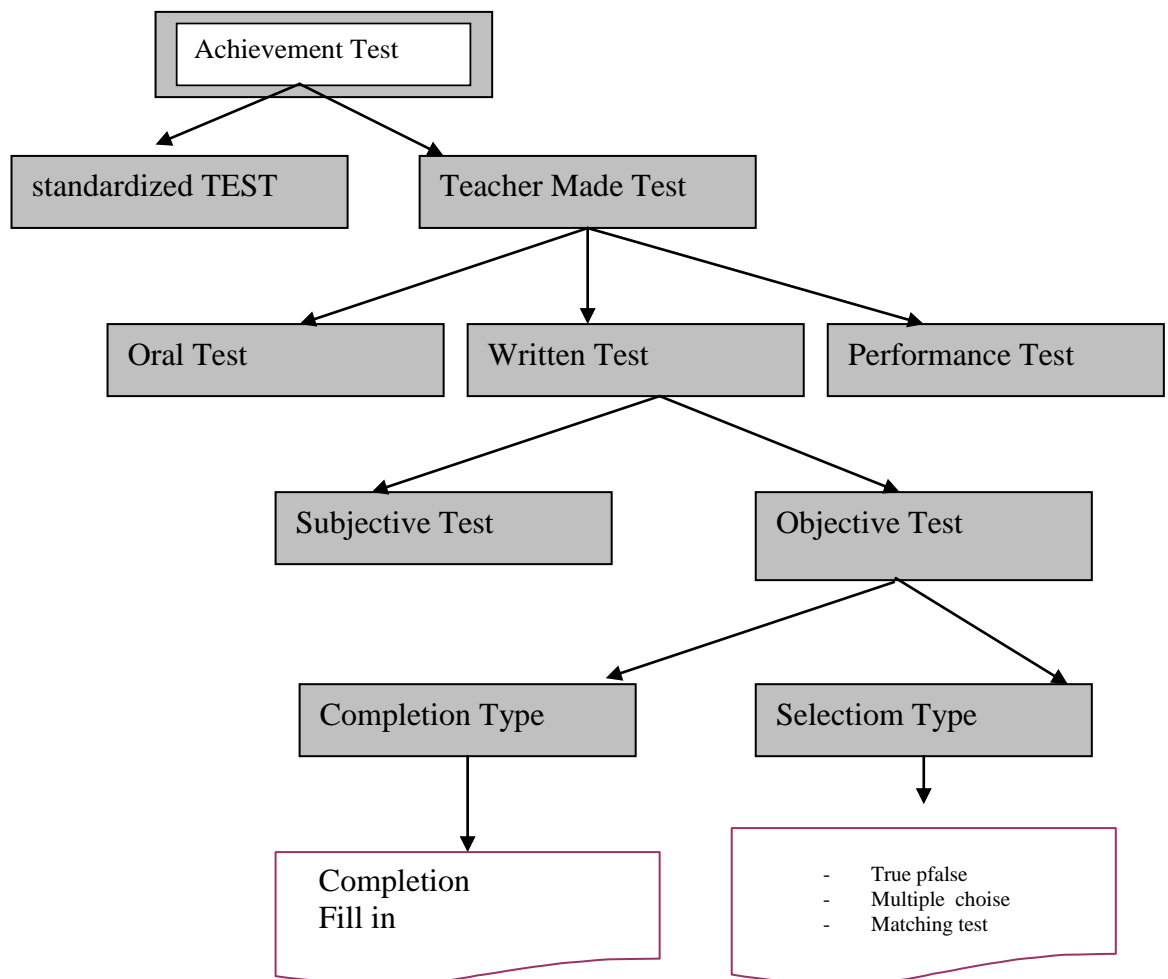 Achievement Test
standardized TEST
Teacher Made Test
Oral Test
Written Test
Performance Test
Subjective Test
Objective Test
Completion Type
Selectiom Type
Completion
Fill in
- True pfalse
- Multiple choise
- Matching test